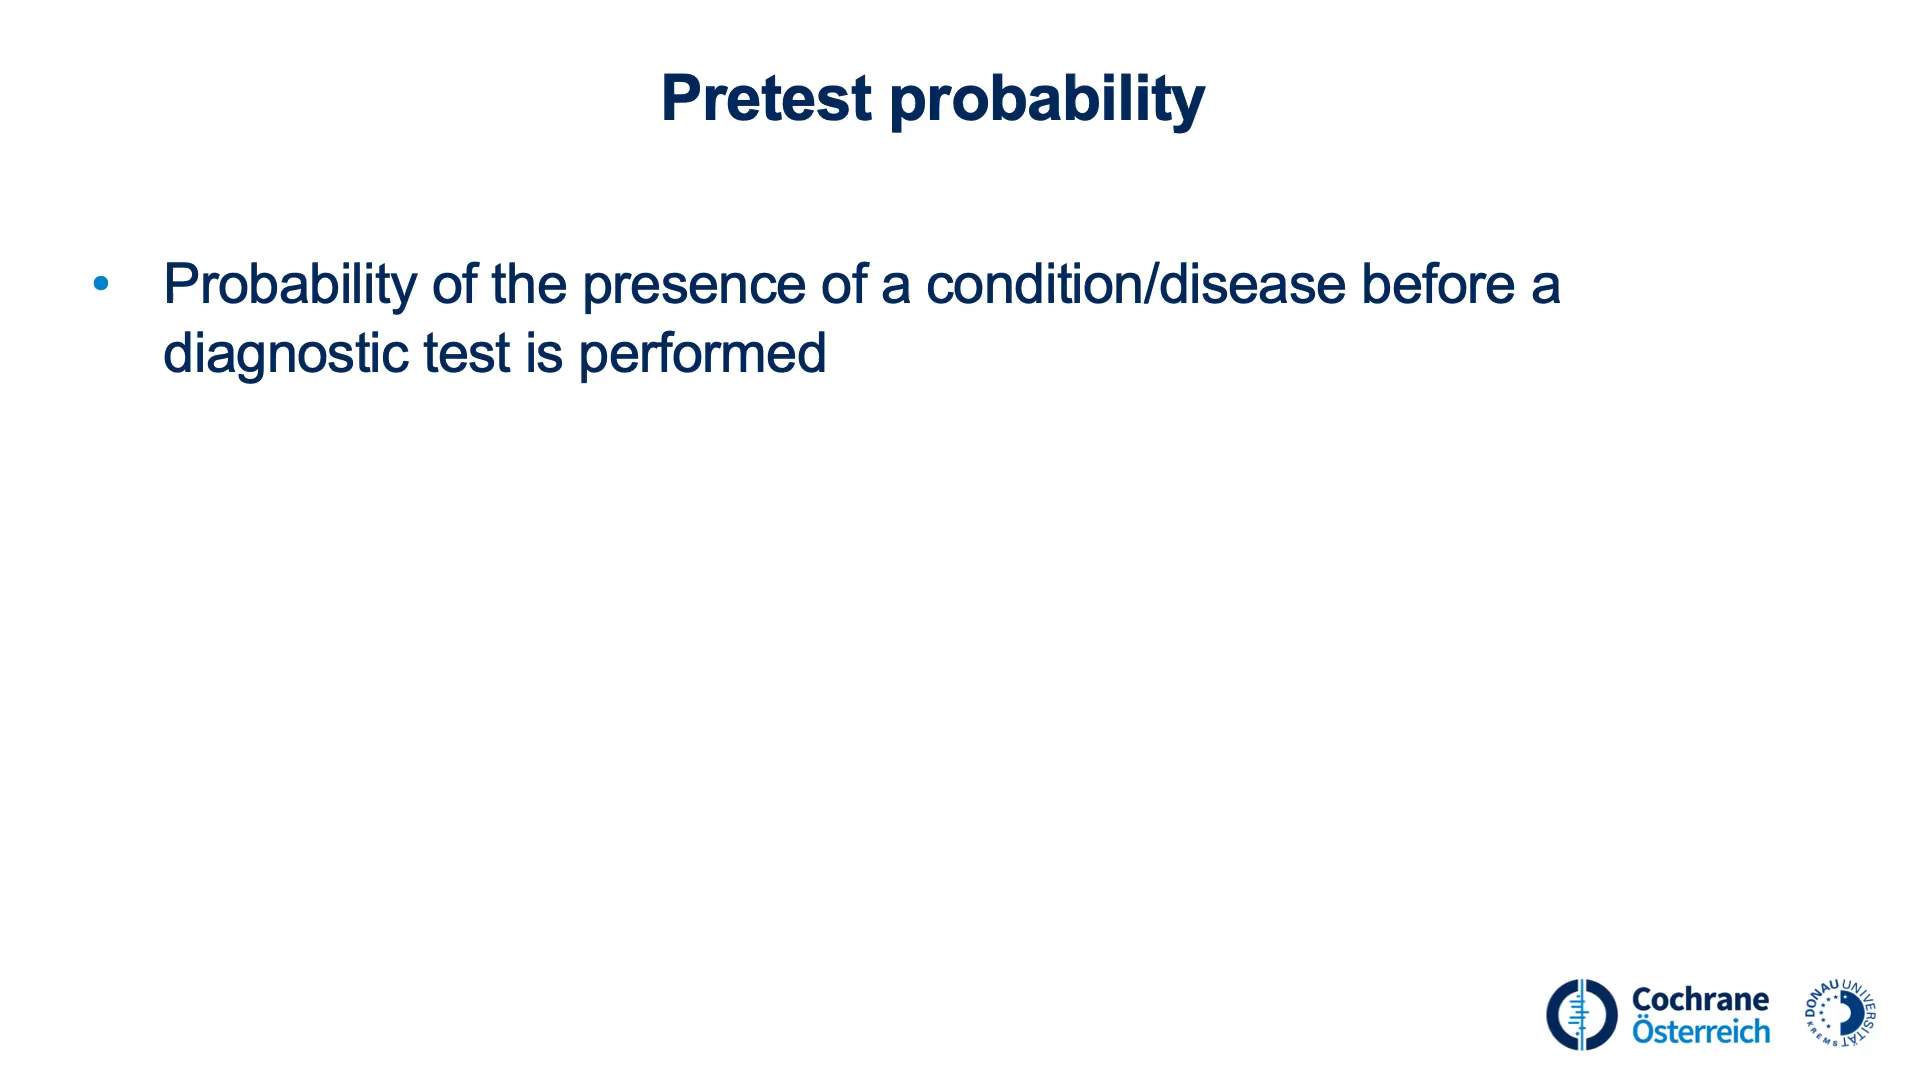 Pretest probability
• Probability of the presence of a condition/disease before a
diagnostic test is performed
Cochrane
Österreich
DONAU UNIVERSITÄT
KREMS